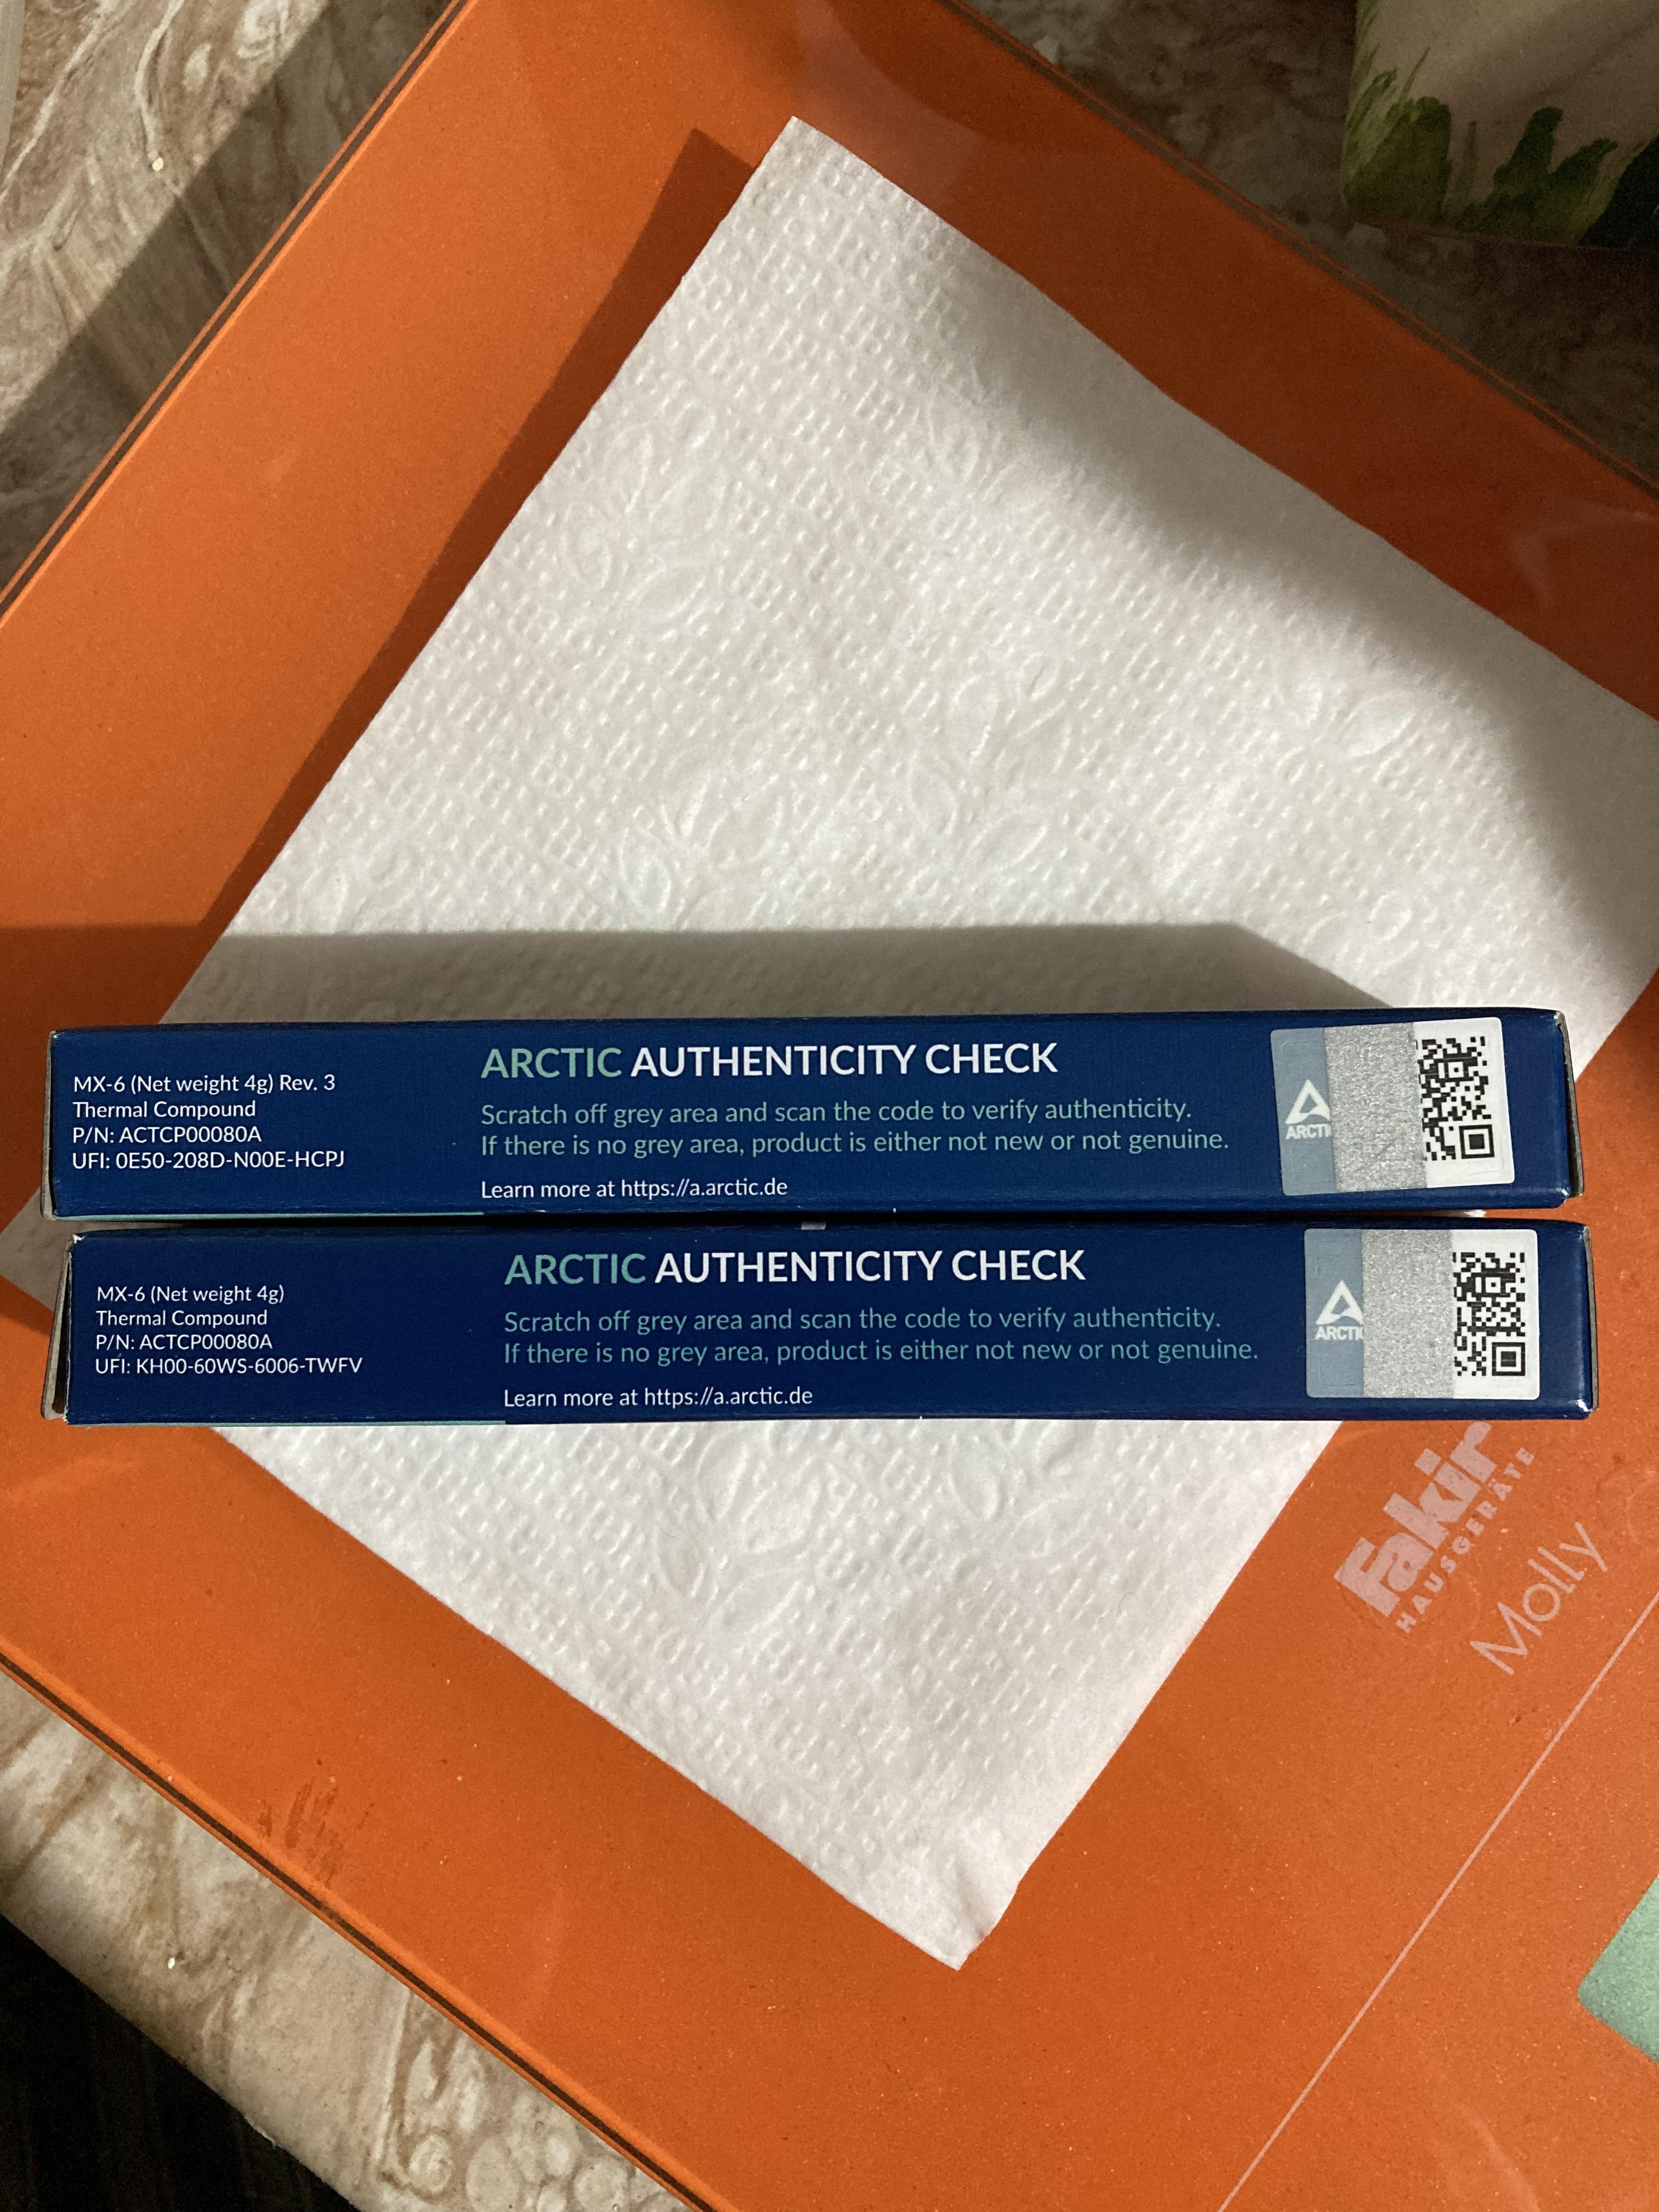 MX-6 (Net weight 4g) Rev. 3
Thermal Compound
P/N: ACTCP00080A
UFI: 0E50-208D-N00E-HCPJ
ARCTIC AUTHENTICITY CHECK
Scratch off grey area and scan the code to verify authenticity.
If there is no grey area, product is either not new or not genuine.
Learn more at https://a.arctic.de
ARCTI
MX-6 (Net weight 4g)
Thermal Compound
P/N: ACTCP00080A
UFI: KH00-60WS-6006-TWFV
ARCTIC AUTHENTICITY CHECK
Scratch off grey area and scan the code to verify authenticity.
If there is no grey area, product is either not new or not genuine.
Learn more at https://a.arctic.de
ARCTIC
Fakir
HAUSGERÄTE
Molly